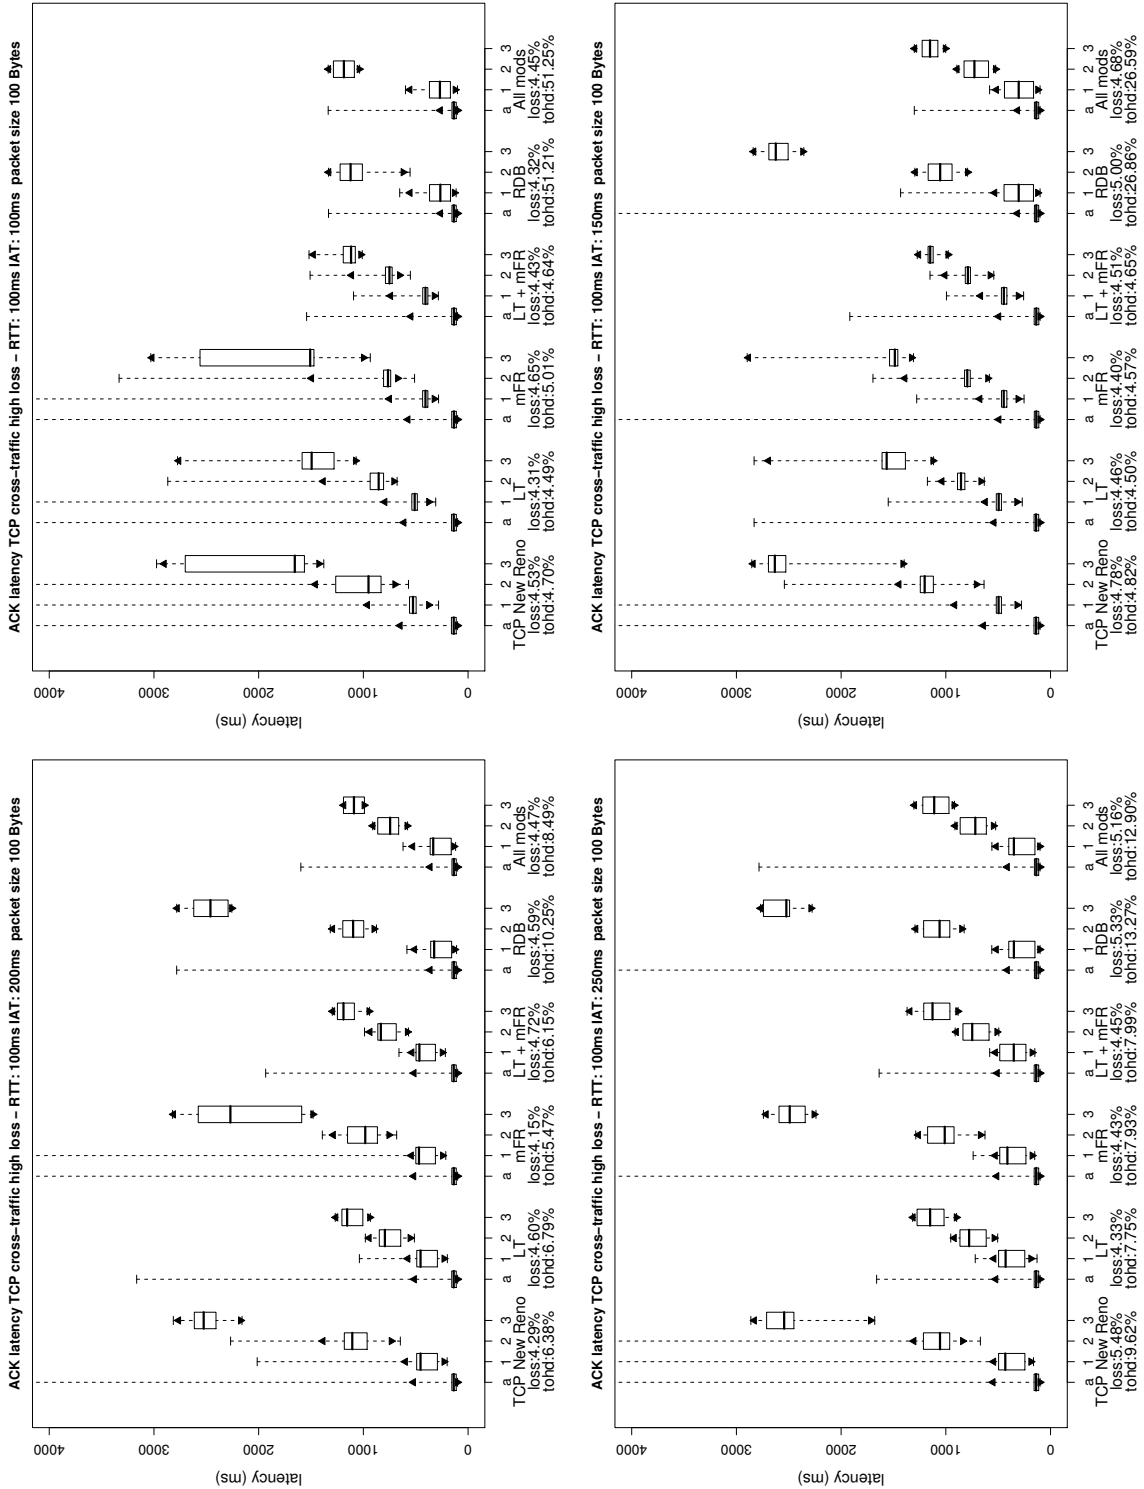 ACK latency TCP cross−traffic high loss − RTT: 100ms IAT: 100ms packet size 100 Bytes
latency (ms)
4000
3000
2000
1000
0
a 1 2 3 a 1 2 3 a 1 2 3 a 1 2 3 a 1 2 3 a 1 2 3
TCP New Reno LT mFR LT + mFR RDB All mods
loss:4.53% loss:4.31% loss:4.65% loss:4.43% loss:4.32% loss:4.45%
tohd:4.70% tohd:4.49% tohd:5.01% tohd:4.64% tohd:51.21% tohd:51.25%
ACK latency TCP cross−traffic high loss − RTT: 100ms IAT: 150ms packet size 100 Bytes
latency (ms)
4000
3000
2000
1000
0
a 1 2 3 a 1 2 3 a 1 2 3 a 1 2 3 a 1 2 3 a 1 2 3
TCP New Reno LT mFR LT + mFR RDB All mods
loss:4.78% loss:4.46% loss:4.40% loss:4.51% loss:5.00% loss:4.68%
tohd:4.82% tohd:4.50% tohd:4.57% tohd:4.65% tohd:26.86% tohd:26.59%
ACK latency TCP cross−traffic high loss − RTT: 100ms IAT: 200ms packet size 100 Bytes
latency (ms)
4000
3000
2000
1000
0
a 1 2 3 a 1 2 3 a 1 2 3 a 1 2 3 a 1 2 3 a 1 2 3
TCP New Reno LT mFR LT + mFR RDB All mods
loss:4.29% loss:4.60% loss:4.15% loss:4.72% loss:4.59% loss:4.47%
tohd:6.38% tohd:6.79% tohd:5.47% tohd:6.15% tohd:10.25% tohd:8.49%
ACK latency TCP cross−traffic high loss − RTT: 100ms IAT: 250ms packet size 100 Bytes
latency (ms)
4000
3000
2000
1000
0
a 1 2 3 a 1 2 3 a 1 2 3 a 1 2 3 a 1 2 3 a 1 2 3
TCP New Reno LT mFR LT + mFR RDB All mods
loss:5.48% loss:4.33% loss:4.43% loss:4.45% loss:5.33% loss:5.16%
tohd:9.62% tohd:7.75% tohd:7.93% tohd:7.99% tohd:13.27% tohd:12.90%